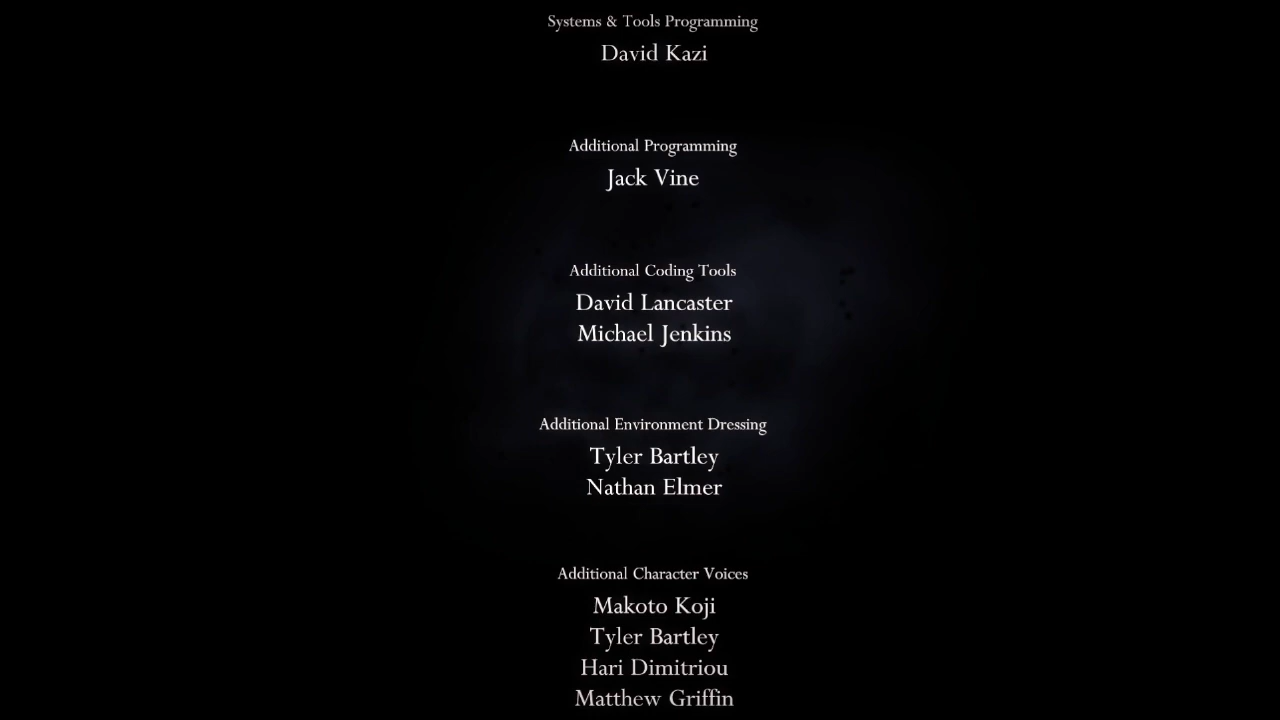 Systems & Tools Programming
David Kazi
Additional Programming
Jack Vine
Additional Coding Tools
David Lancaster
Michael Jenkins
Additional Environment Dressing
Tyler Bartley
Nathan Elmer
Additional Character Voices
Makoto Koji
Tyler Bartley
Hari Dimitriou
Matthew Griffin